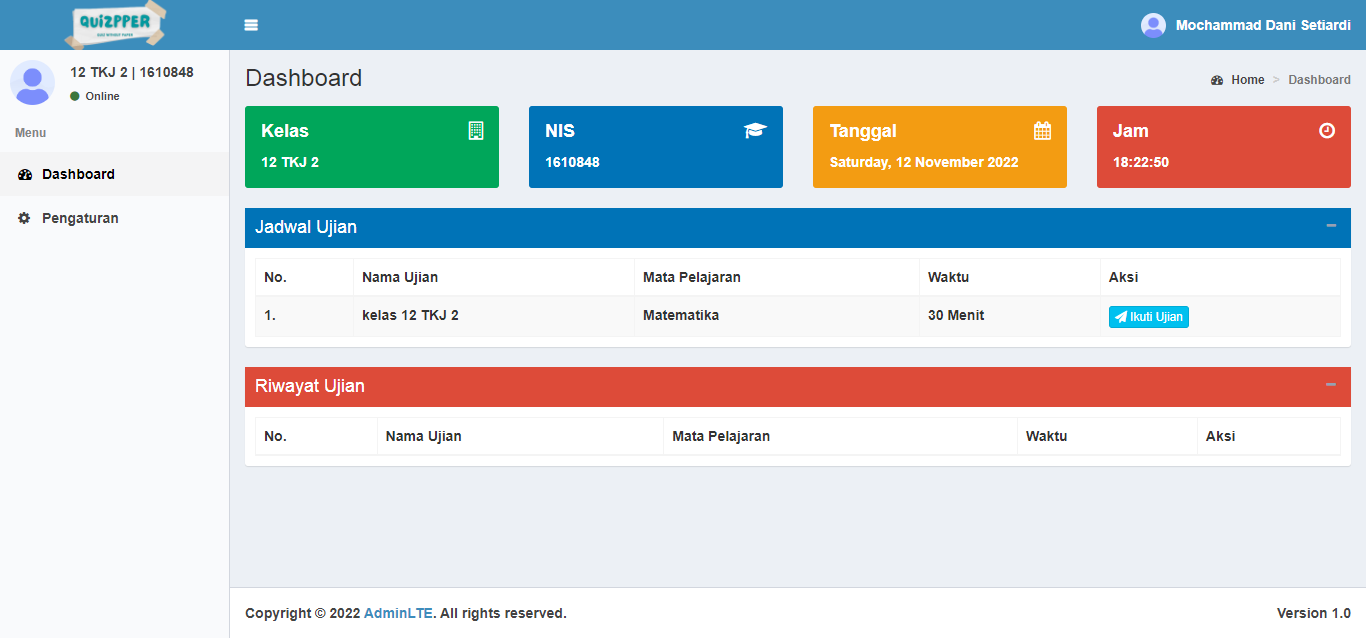 QUiZPPER
QUIZ WITHOUT PAPER
Mochammad Dani Setiardi
12 TKJ 2 | 1610848
Online
Menu
Dashboard
Pengaturan
Dashboard
Home > Dashboard
Kelas
12 TKJ 2
NIS
1610848
Tanggal
Saturday, 12 November 2022
Jam
18:22:50
Jadwal Ujian
No. Nama Ujian Mata Pelajaran Waktu Aksi
1. kelas 12 TKJ 2 Matematika 30 Menit Ikuti Ujian
Riwayat Ujian
No. Nama Ujian Mata Pelajaran Waktu Aksi
Copyright © 2022 AdminLTE. All rights reserved.
Version 1.0